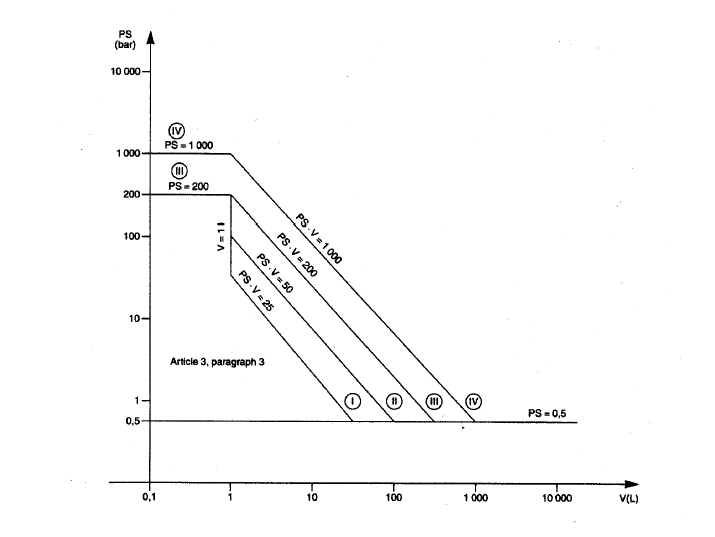 PS
(bar)
10 000
IV
PS = 1 000
1 000
III
PS = 200
200
V = 1 l
100
PS · V = 1 000
PS · V = 200
PS · V = 50
PS · V = 25
10
Article 3, paragraph 3
1
I
II
III
IV
PS = 0,5
0,5
0,1
1
10
100
1 000
10 000
V(L)